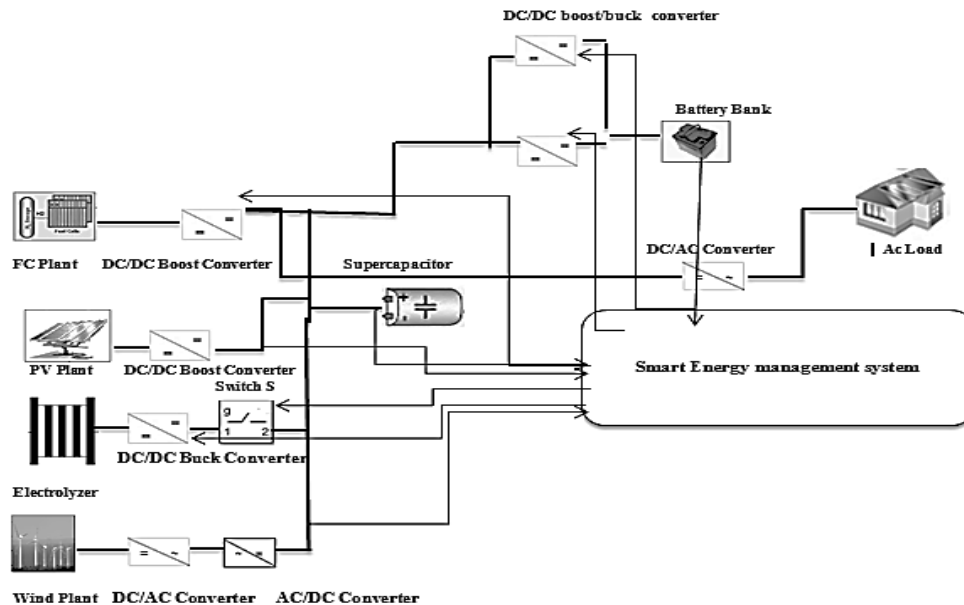 DC/DC boost/buck converter
Battery Bank
FC Plant
DC/DC Boost Converter
Supercapacitor
DC/AC Converter
Ac Load
PV Plant
DC/DC Boost Converter
Switch S
Smart Energy management system
g
1 2
DC/DC Buck Converter
Electrolyzer
Wind Plant
DC/AC Converter
AC/DC Converter